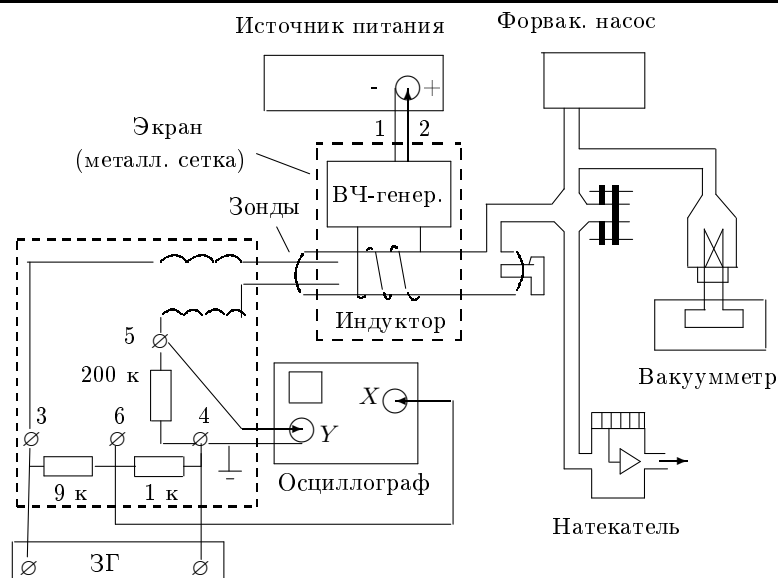 Источник питания
Форвак. насос
- +
1 2
Экран
(металл. сетка)
ВЧ-генер.
Зонды
Индуктор
5
200 к
X
Вакуумметр
3 6 4
Y
9 к 1 к
Осциллограф
Натекатель
ЗГ